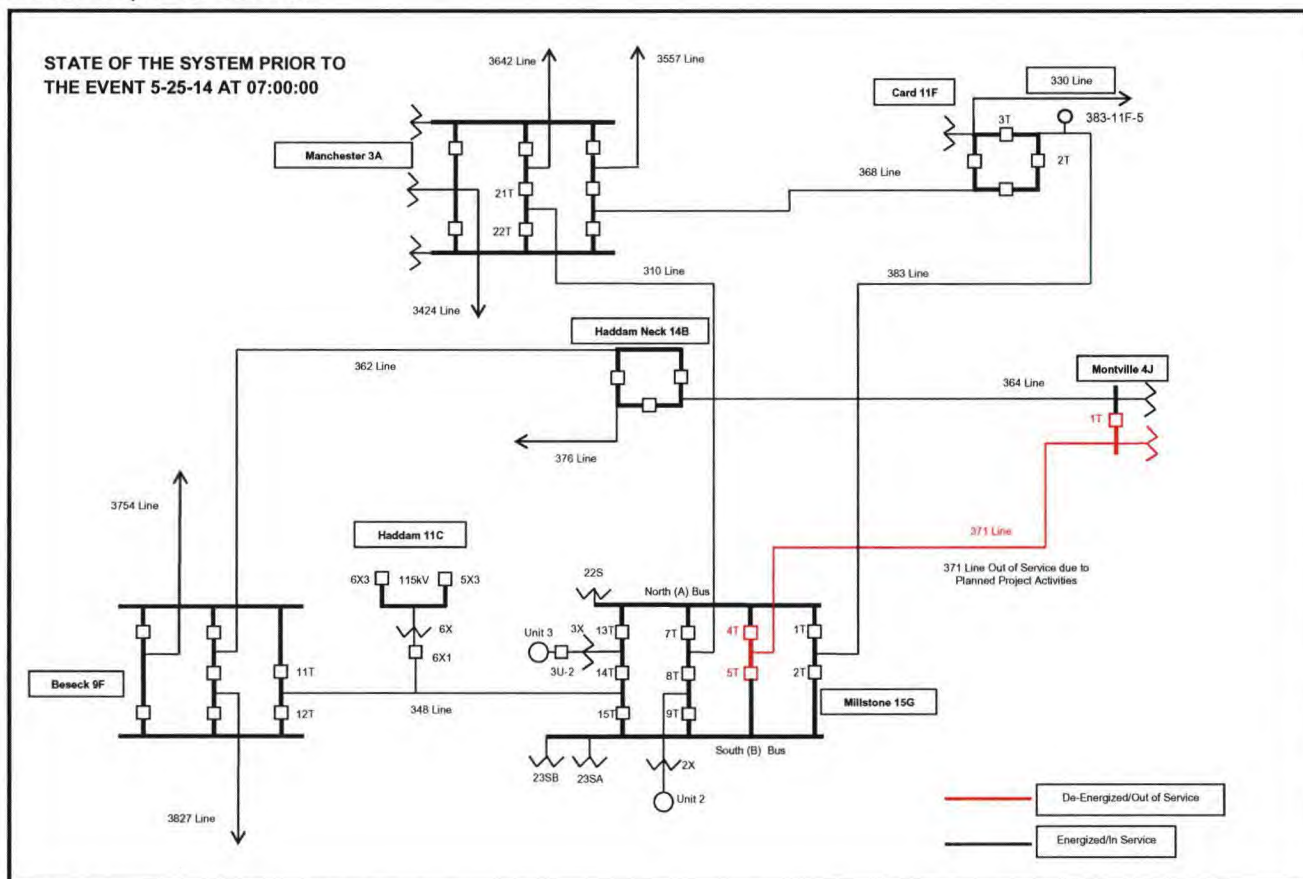 STATE OF THE SYSTEM PRIOR TO
THE EVENT 5-25-14 AT 07:00:00
3642 Line
3557 Line
Card 11F
330 Line
383-11F-5
3T
2T
Manchester 3A
21T
22T
368 Line
310 Line
383 Line
3424 Line
Haddam Neck 14B
362 Line
364 Line
Montville 4J
1T
376 Line
3754 Line
Haddam 11C
6X3
115kV
5X3
6X
6X1
371 Line
371 Line Out of Service due to
Planned Project Activities
22S
North (A) Bus
Unit 3
3X
3U-2
13T
14T
15T
7T
8T
9T
4T
5T
1T
2T
Beseck 9F
11T
12T
348 Line
Millstone 15G
South (B) Bus
23SB
23SA
2X
Unit 2
3827 Line
De-Energized/Out of Service
Energized/In Service